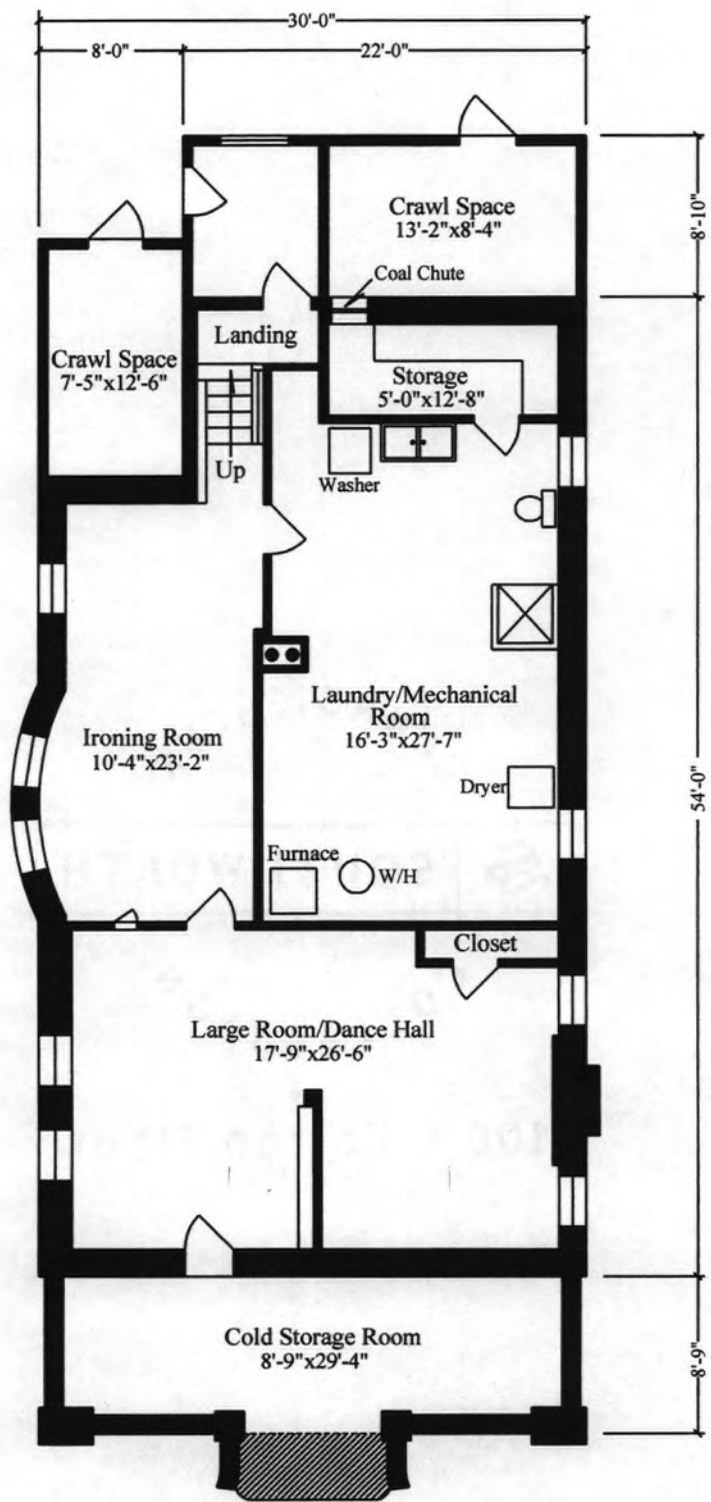 30'-0"
8'-0"
22'-0"
8'-10"
Crawl Space
13'-2"x8'-4"
Coal Chute
Landing
Crawl Space
7'-5"x12'-6"
Storage
5'-0"x12'-8"
Up
Washer
Laundry/Mechanical
Room
16'-3"x27'-7"
Ironing Room
10'-4"x23'-2"
Dryer
54'-0"
Furnace
W/H
Closet
Large Room/Dance Hall
17'-9"x26'-6"
Cold Storage Room
8'-9"x29'-4"
8'-9"